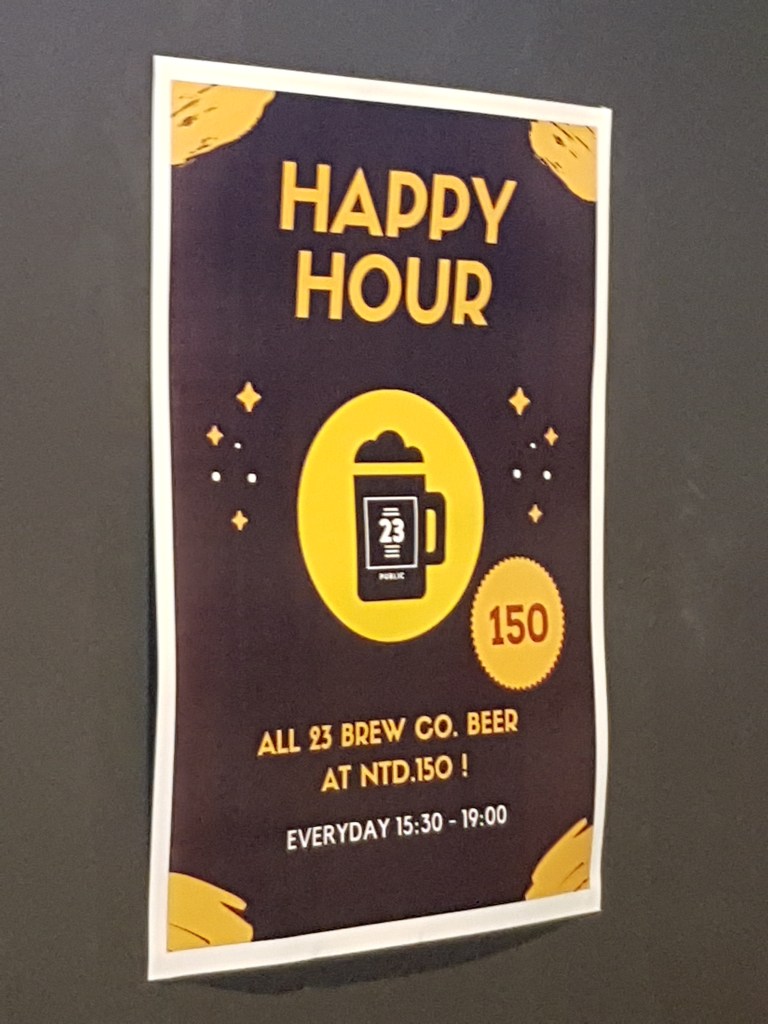 HAPPY
HOUR
23
PUBLIC
150
ALL 23 BREW CO. BEER
AT NTD.150 !
EVERYDAY 15:30 - 19:00